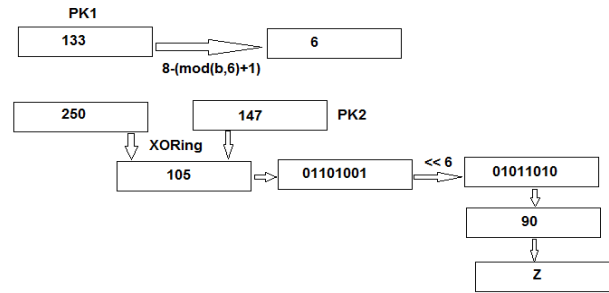 PK1
133
6
8-(mod(b,6)+1)
250
147
PK2
XORing
105
01101001
<< 6
01011010
90
Z